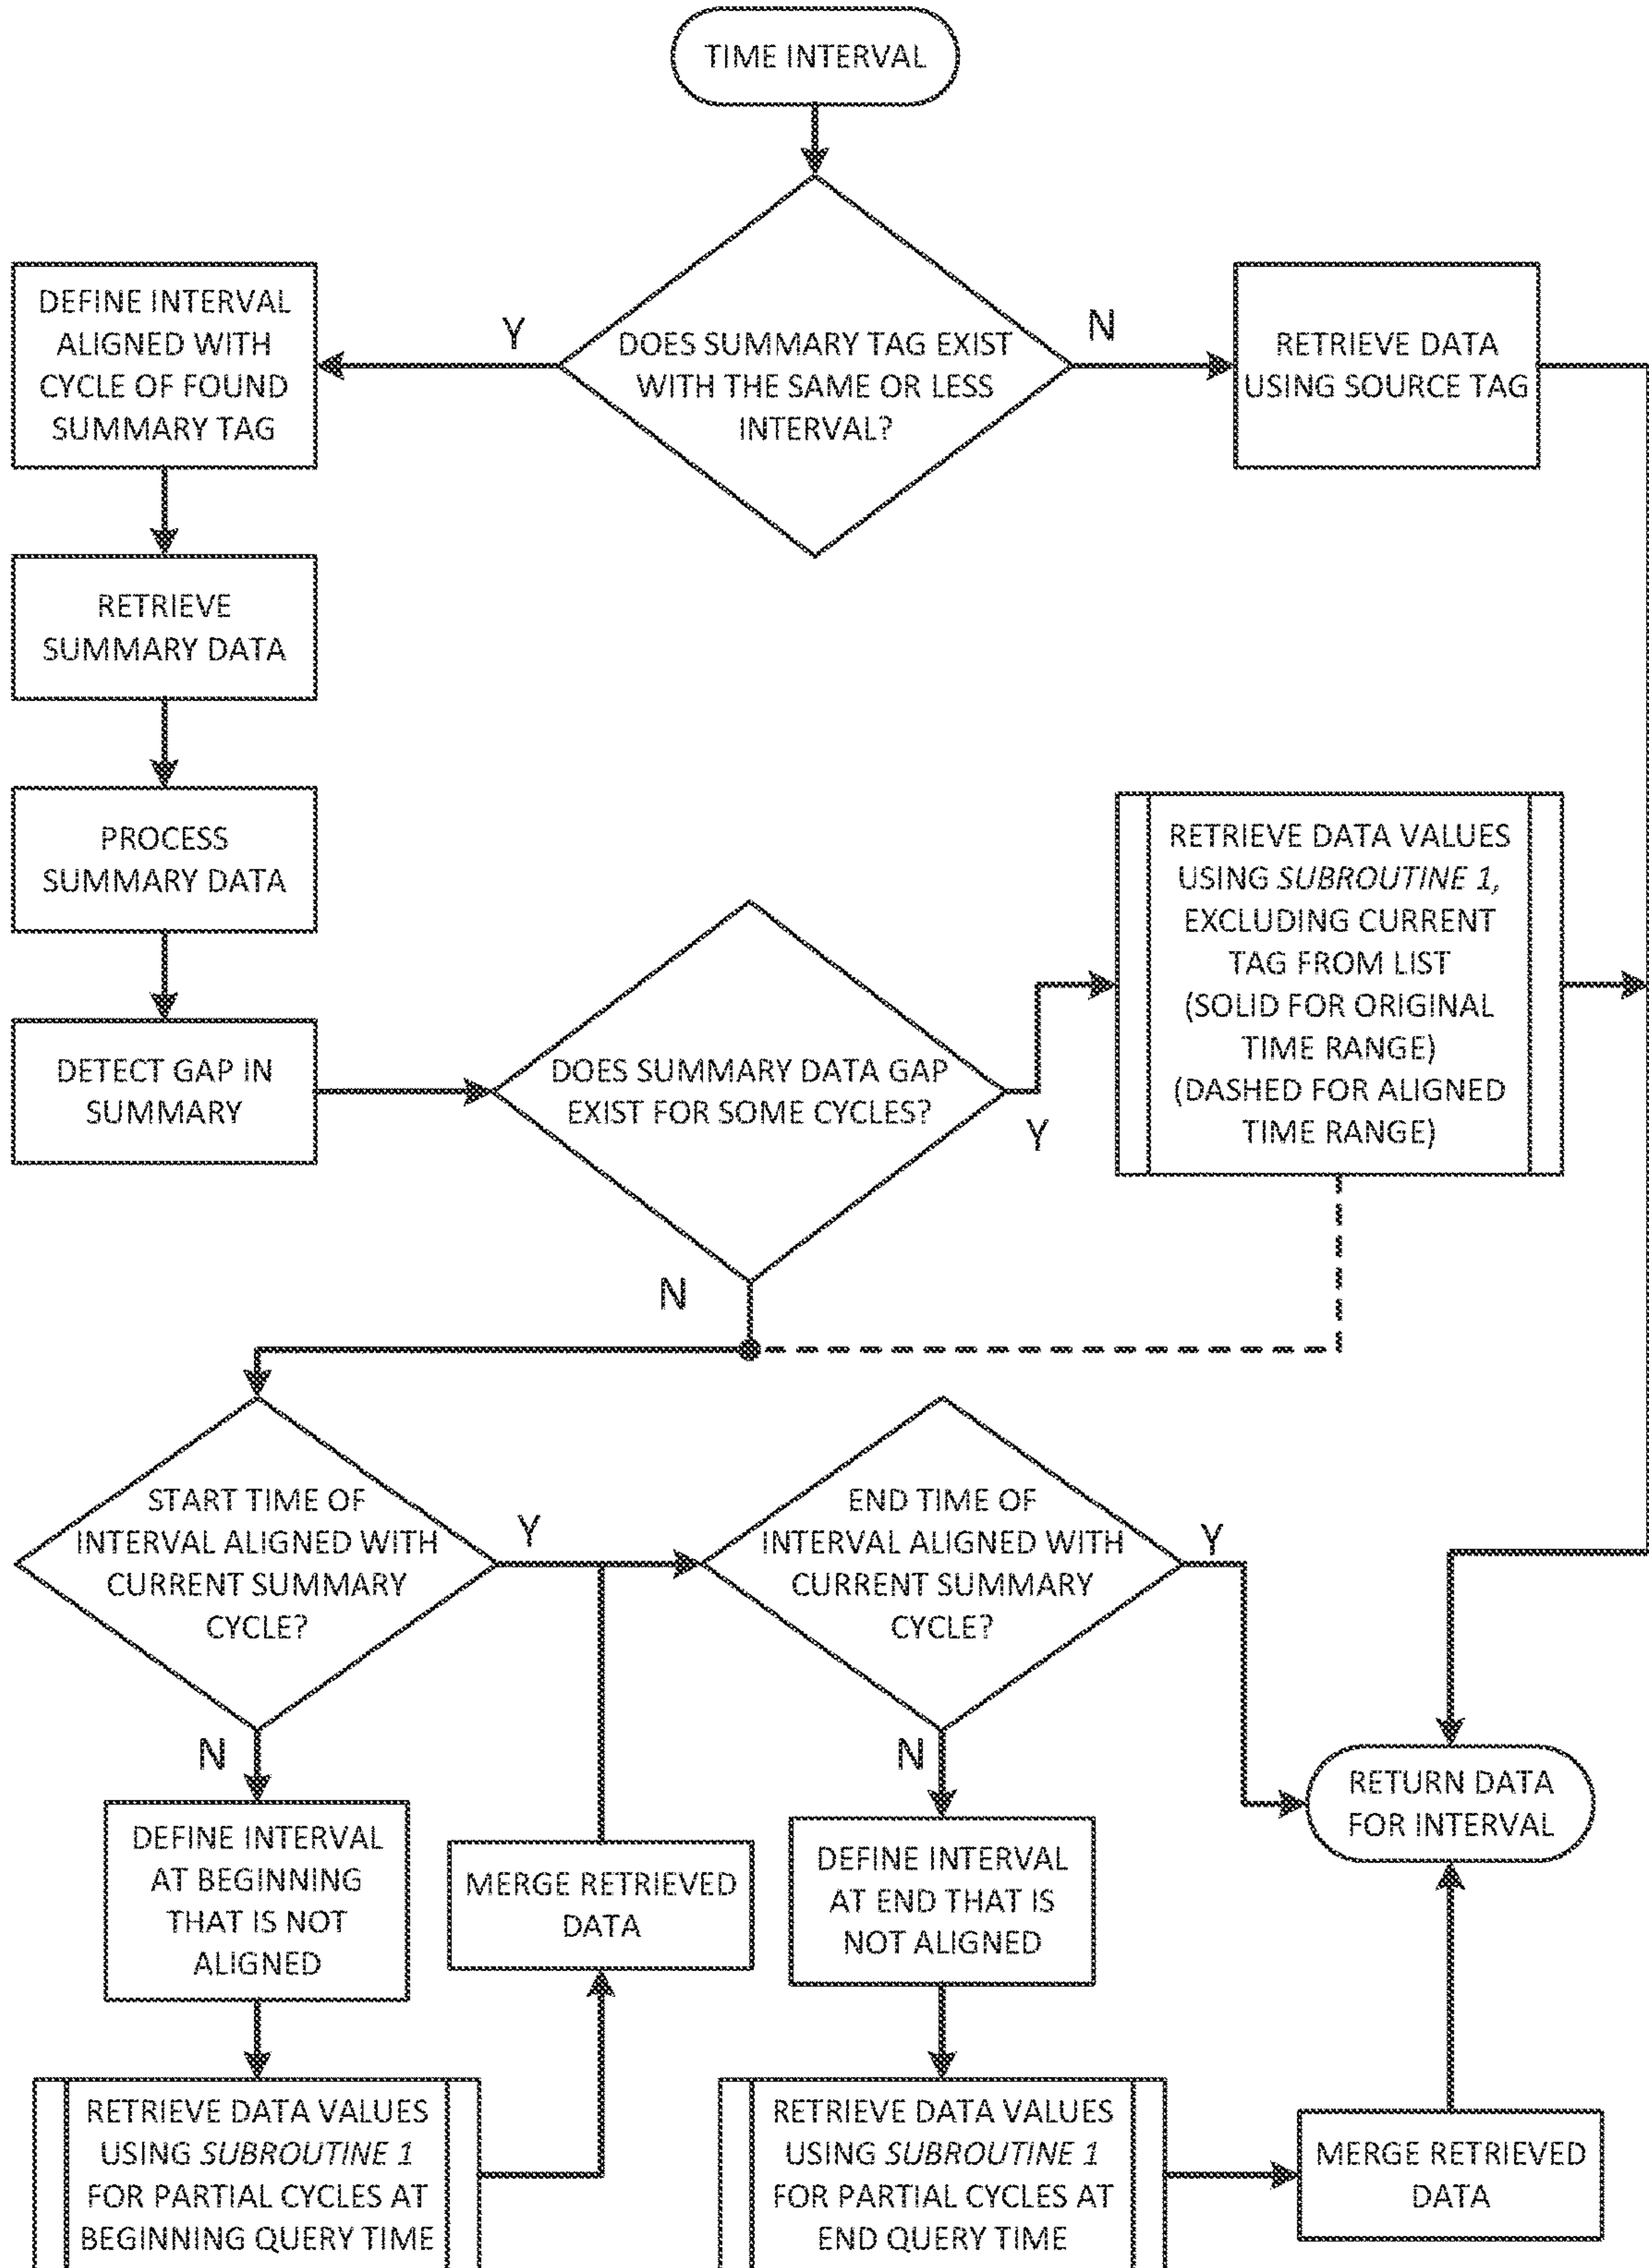 TIME INTERVAL
DEFINE INTERVAL
ALIGNED WITH
CYCLE OF FOUND
SUMMARY TAG
Y
DOES SUMMARY TAG EXIST
WITH THE SAME OR LESS
INTERVAL?
N
RETRIEVE DATA
USING SOURCE TAG
RETRIEVE
SUMMARY DATA
PROCESS
SUMMARY DATA
DETECT GAP IN
SUMMARY
DOES SUMMARY DATA GAP
EXIST FOR SOME CYCLES?
Y
RETRIEVE DATA VALUES
USING SUBROUTINE 1,
EXCLUDING CURRENT
TAG FROM LIST
(SOLID FOR ORIGINAL
TIME RANGE)
(DASHED FOR ALIGNED
TIME RANGE)
N
START TIME OF
INTERVAL ALIGNED WITH
CURRENT SUMMARY
CYCLE?
Y
END TIME OF
INTERVAL ALIGNED WITH
CURRENT SUMMARY
CYCLE?
Y
N
N
DEFINE INTERVAL
AT BEGINNING
THAT IS NOT
ALIGNED
MERGE RETRIEVED
DATA
DEFINE INTERVAL
AT END THAT IS
NOT ALIGNED
RETURN DATA
FOR INTERVAL
RETRIEVE DATA VALUES
USING SUBROUTINE 1
FOR PARTIAL CYCLES AT
BEGINNING QUERY TIME
RETRIEVE DATA VALUES
USING SUBROUTINE 1
FOR PARTIAL CYCLES AT
END QUERY TIME
MERGE RETRIEVED
DATA